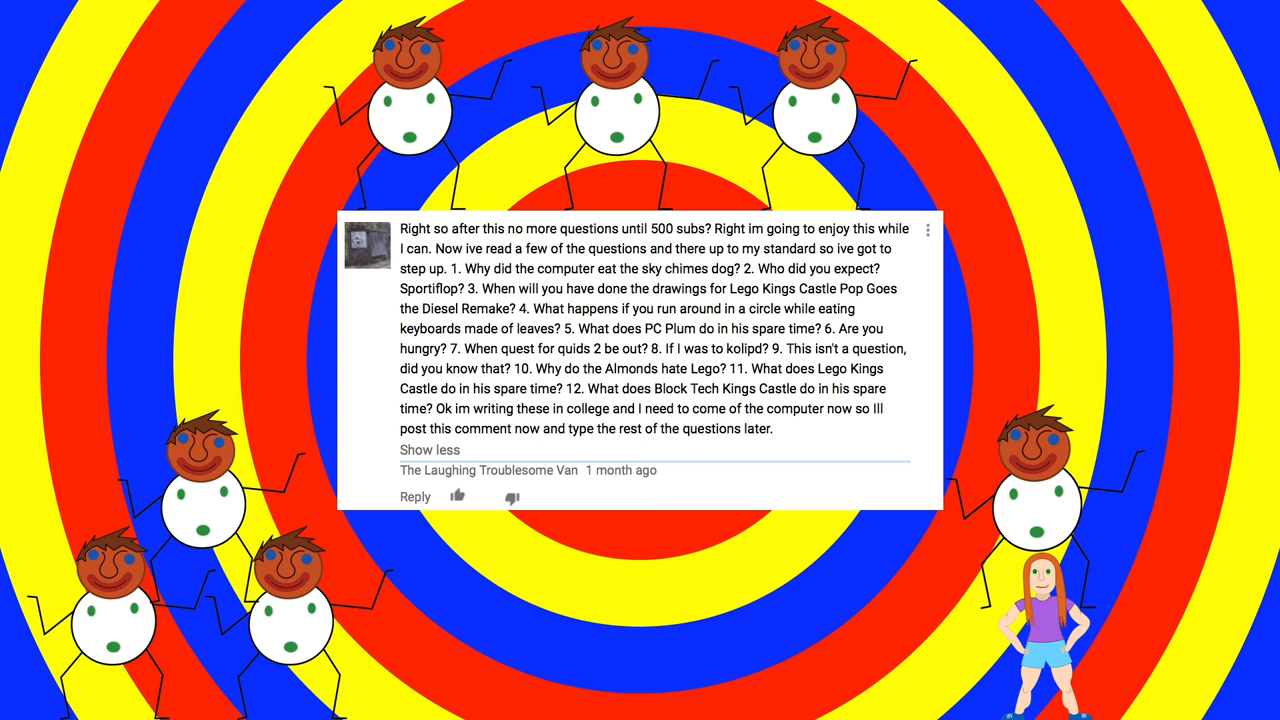 Right so after this no more questions until 500 subs? Right im going to enjoy this while
I can. Now ive read a few of the questions and there up to my standard so ive got to
step up. 1. Why did the computer eat the sky chimes dog? 2. Who did you expect?
Sportiflop? 3. When will you have done the drawings for Lego Kings Castle Pop Goes
the Diesel Remake? 4. What happens if you run around in a circle while eating
keyboards made of leaves? 5. What does PC Plum do in his spare time? 6. Are you
hungry? 7. When quest for quids 2 be out? 8. If I was to kolipd? 9. This isn't a question,
did you know that? 10. Why do the Almonds hate Lego? 11. What does Lego Kings
Castle do in his spare time? 12. What does Block Tech Kings Castle do in his spare
time? Ok im writing these in college and I need to come of the computer now so Ill
post this comment now and type the rest of the questions later.
Show less
The Laughing Troublesome Van 1 month ago
Reply